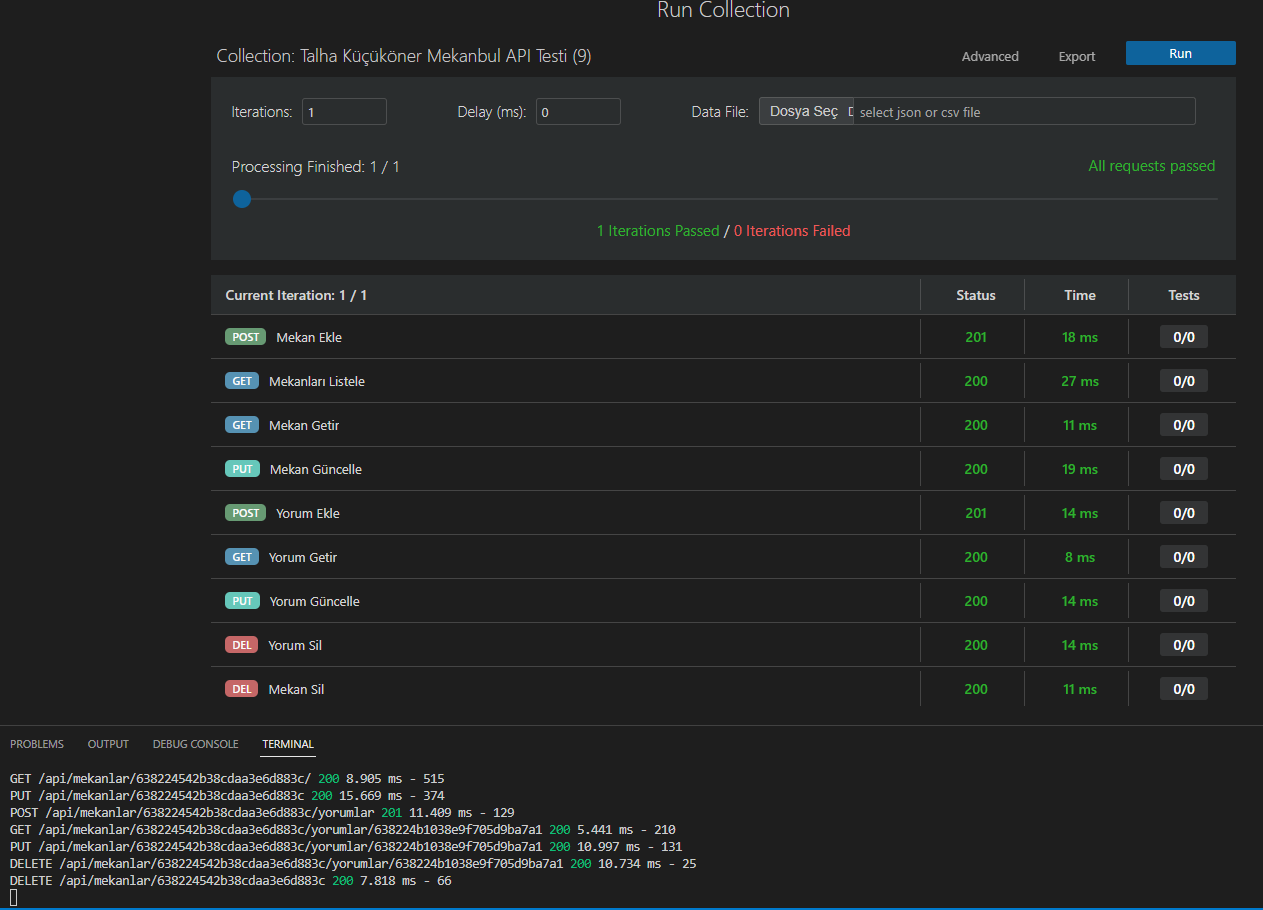 Run Collection
Collection: Talha Küçüköner Mekanbul API Testi (9) Advanced Export Run
Iterations: 1 Delay (ms): 0 Data File: Dosya Seç select json or csv file
Processing Finished: 1 / 1 All requests passed
1 Iterations Passed / 0 Iterations Failed
Current Iteration: 1 / 1 Status Time Tests
POST Mekan Ekle 201 18 ms 0/0
GET Mekanları Listele 200 27 ms 0/0
GET Mekan Getir 200 11 ms 0/0
PUT Mekan Güncelle 200 19 ms 0/0
POST Yorum Ekle 201 14 ms 0/0
GET Yorum Getir 200 8 ms 0/0
PUT Yorum Güncelle 200 14 ms 0/0
DEL Yorum Sil 200 14 ms 0/0
DEL Mekan Sil 200 11 ms 0/0
PROBLEMS OUTPUT DEBUG CONSOLE TERMINAL
GET /api/mekanlar/638224542b38cdaa3e6d883c/ 200 8.905 ms - 515
PUT /api/mekanlar/638224542b38cdaa3e6d883c 200 15.669 ms - 374
POST /api/mekanlar/638224542b38cdaa3e6d883c/yorumlar 201 11.409 ms - 129
GET /api/mekanlar/638224542b38cdaa3e6d883c/yorumlar/638224b1038e9f705d9ba7a1 200 5.441 ms - 210
PUT /api/mekanlar/638224542b38cdaa3e6d883c/yorumlar/638224b1038e9f705d9ba7a1 200 10.997 ms - 131
DELETE /api/mekanlar/638224542b38cdaa3e6d883c/yorumlar/638224b1038e9f705d9ba7a1 200 10.734 ms - 25
DELETE /api/mekanlar/638224542b38cdaa3e6d883c 200 7.818 ms - 66